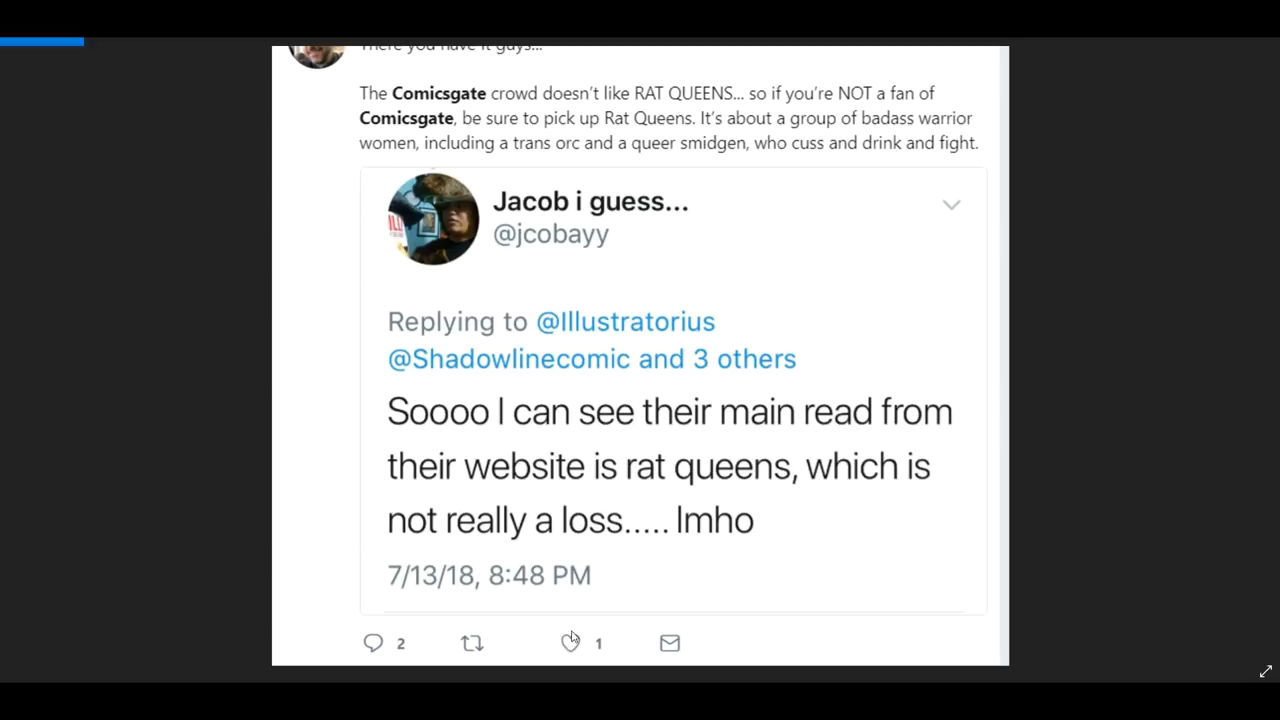 There you have it guys...
The Comicsgate crowd doesn't like RAT QUEENS... so if you're NOT a fan of
Comicsgate, be sure to pick up Rat Queens. It's about a group of badass warrior
women, including a trans orc and a queer smidgen, who cuss and drink and fight.
Jacob i guess...
@jcobayy
Replying to @Illustratorius
@Shadowlinecomic and 3 others
Soooo I can see their main read from
their website is rat queens, which is
not really a loss..... lmho
7/13/18, 8:48 PM
2 1